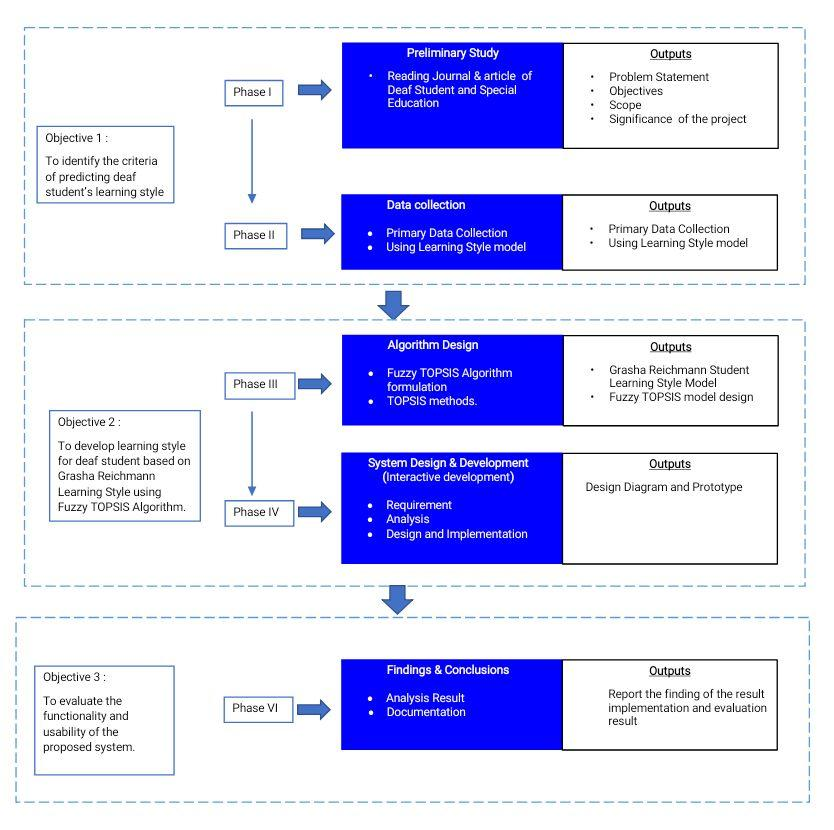 Objective 1 :
To identify the criteria
of predicting deaf
student's learning style
Phase I
Preliminary Study
• Reading Journal & article of
Deaf Student and Special
Education
Outputs
• Problem Statement
• Objectives
• Scope
• Significance of the project
Phase II
Data collection
• Primary Data Collection
• Using Learning Style model
Outputs
• Primary Data Collection
• Using Learning Style model
Objective 2 :
To develop learning style
for deaf student based on
Grasha Reichmann
Learning Style using
Fuzzy TOPSIS Algorithm.
Phase III
Algorithm Design
• Fuzzy TOPSIS Algorithm
formulation
• TOPSIS methods.
Outputs
• Grasha Reichmann Student
Learning Style Model
• Fuzzy TOPSIS model design
Phase IV
System Design & Development
(Interactive development)
• Requirement
• Analysis
• Design and Implementation
Outputs
Design Diagram and Prototype
Objective 3 :
To evaluate the
functionality and
usability of the
proposed system.
Phase VI
Findings & Conclusions
• Analysis Result
• Documentation
Outputs
Report the finding of the result
implementation and evaluation
result